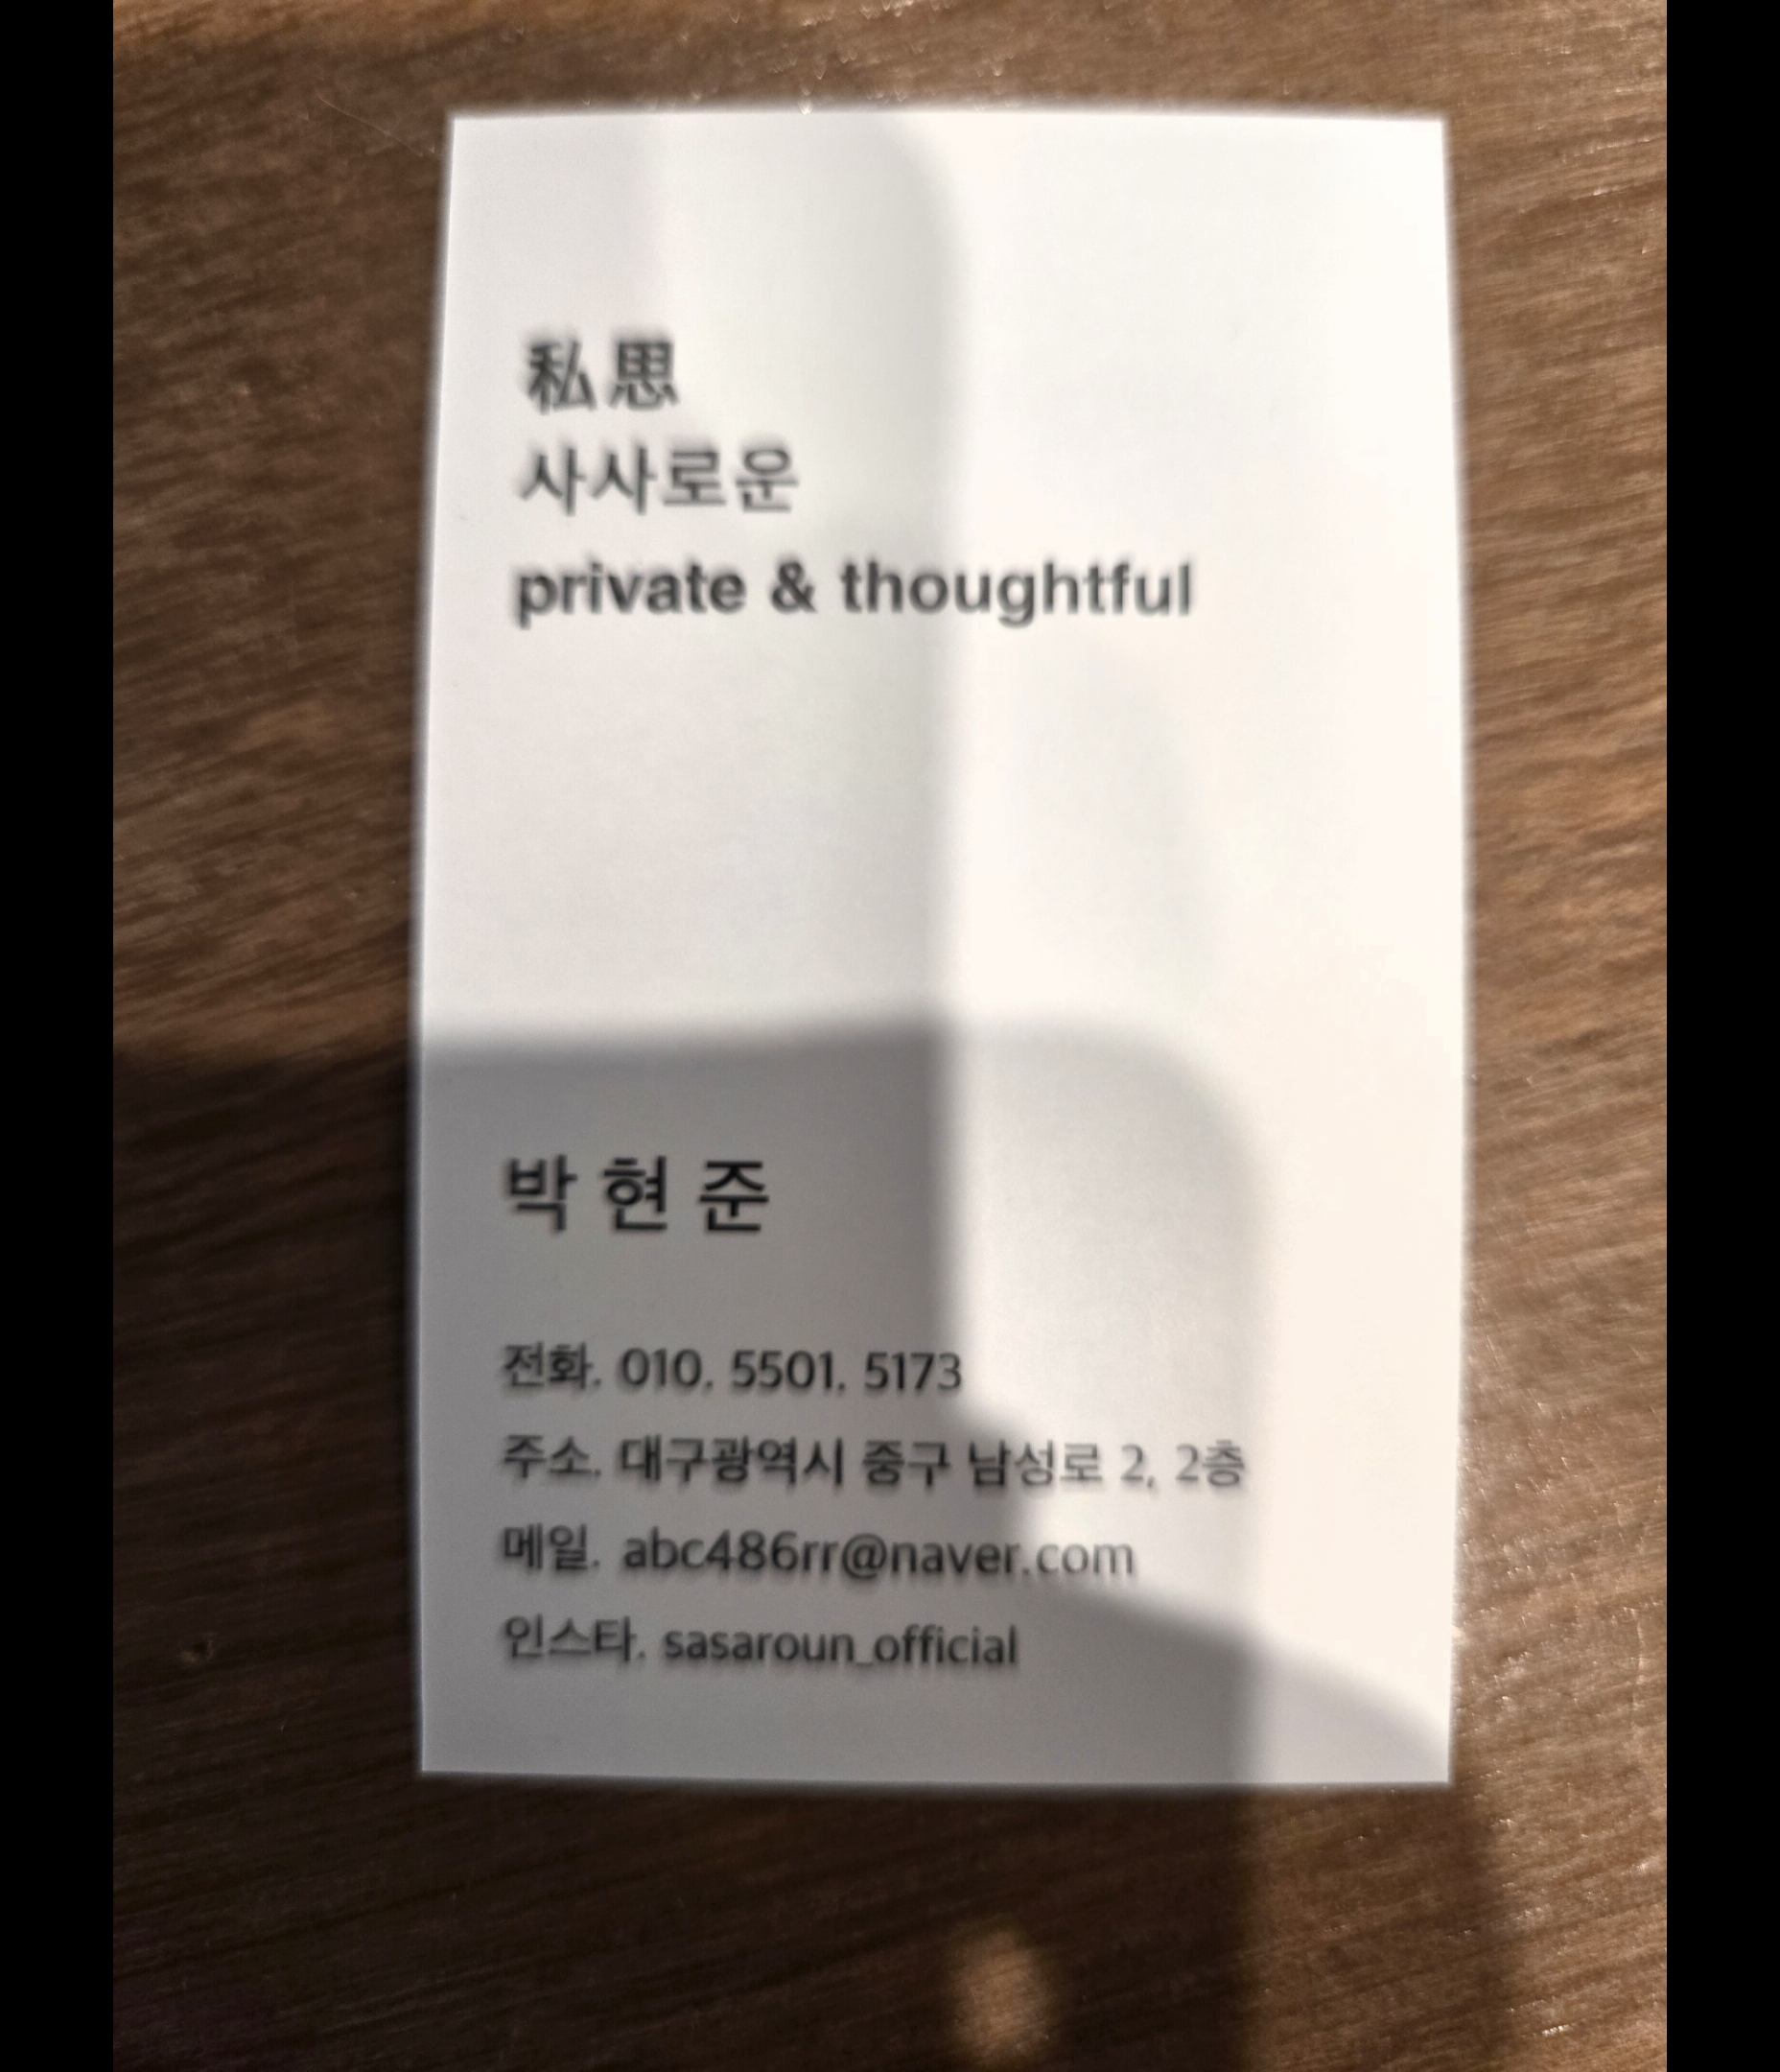 私思
사사로운
private & thoughtful
박현준
전화. 010. 5501. 5173
주소. 대구광역시 중구 남성로 2, 2층
메일. abc486rr@naver.com
인스타. sasaroun_official